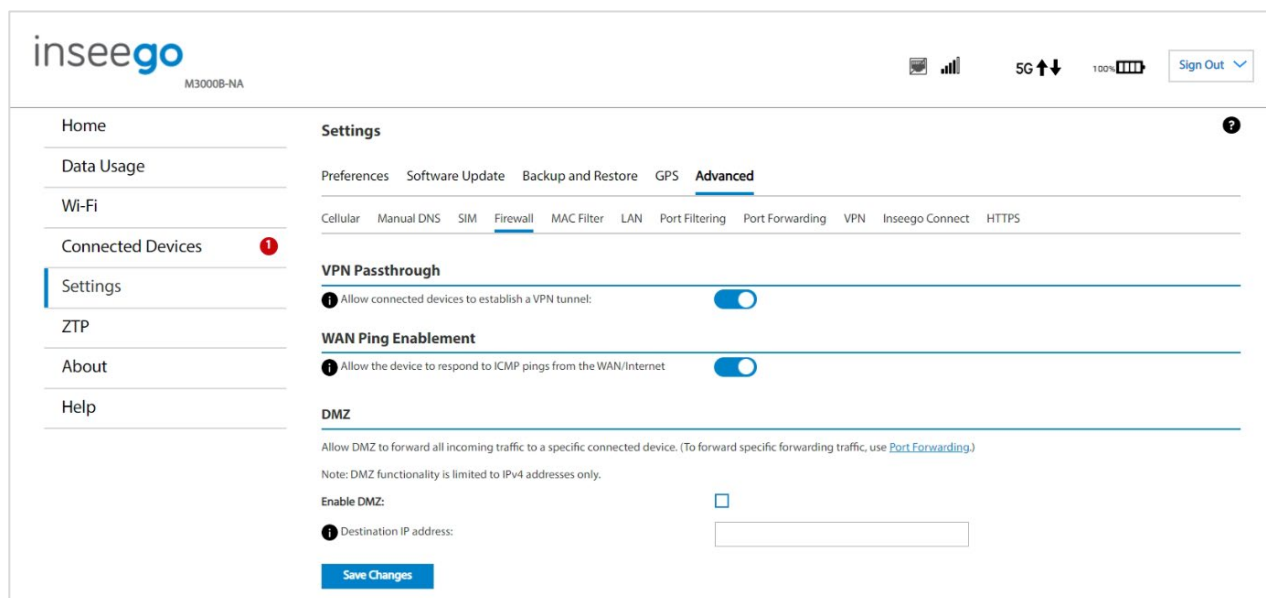 inseego
M3000B-NA
5G
100%
Sign Out
Home
Data Usage
Wi-Fi
Connected Devices 1
Settings
ZTP
About
Help
Settings ?
Preferences Software Update Backup and Restore GPS Advanced
Cellular Manual DNS SIM Firewall MAC Filter LAN Port Filtering Port Forwarding VPN Inseego Connect HTTPS
VPN Passthrough
i Allow connected devices to establish a VPN tunnel:
WAN Ping Enablement
i Allow the device to respond to ICMP pings from the WAN/Internet
DMZ
Allow DMZ to forward all incoming traffic to a specific connected device. (To forward specific forwarding traffic, use Port Forwarding.)
Note: DMZ functionality is limited to IPv4 addresses only.
Enable DMZ:
i Destination IP address:
Save Changes